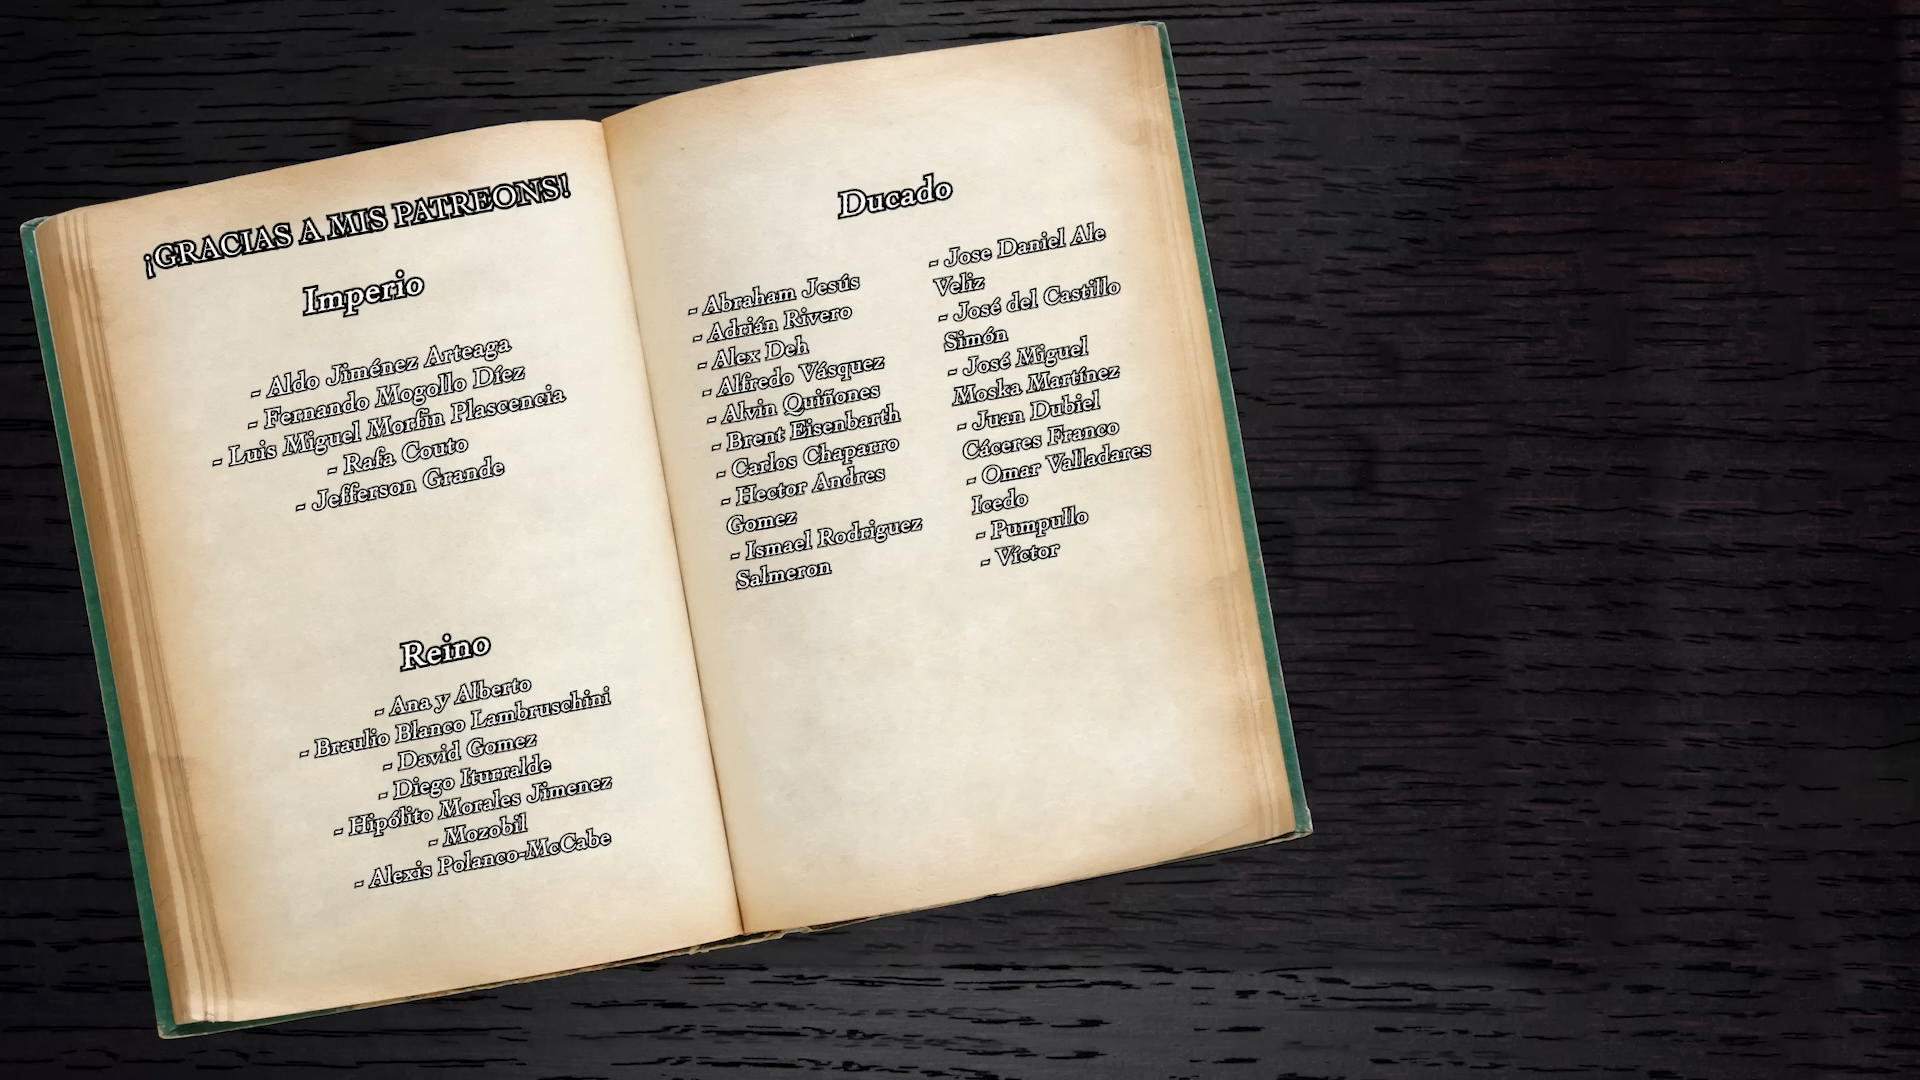 ¡GRACIAS A MIS PATREONS!
Imperio
- Aldo Jiménez Arteaga
- Fernando Mogollo Díez
- Luis Miguel Morfin Plascencia
- Rafa Couto
- Jefferson Grande
Reino
- Ana y Alberto
- Braulio Blanco Lambruschini
- David Gomez
- Diego Iturralde
- Hipólito Morales Jimenez
- Mozobil
- Alexis Polanco-McCabe
Ducado
- Abraham Jesús
- Adrián Rivero
- Alex Deh
- Alfredo Vásquez
- Alvin Quiñones
- Brent Eisenbarth
- Carlos Chaparro
- Hector Andres
Gomez
- Ismael Rodriguez
Salmeron
- Jose Daniel Ale
Veliz
- José del Castillo
Simón
- José Miguel
Moska Martínez
- Juan Dubiel
Cáceres Franco
- Omar Valladares
Icedo
- Pumpullo
- Víctor